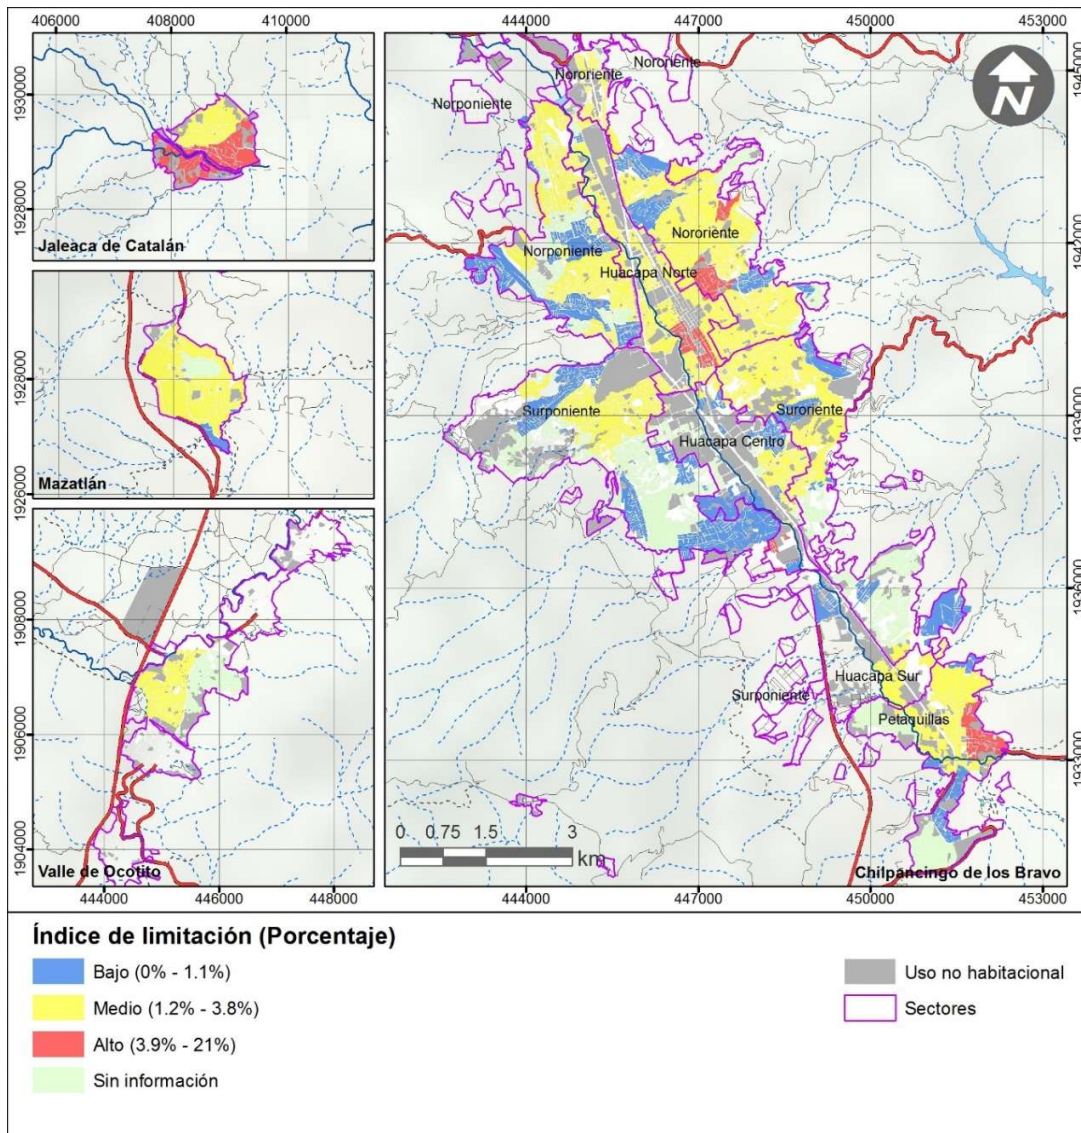 406000
408000
410000
1930000
1928000
Jaleaca de Catalán
1928000
1926000
Mazatlán
1908000
1906000
1904000
444000
446000
448000
Valle de Ocotito
444000
447000
450000
453000
1945000
1942000
1939000
1936000
1933000
444000
447000
450000
453000
N
Nororiente
Nororiente
Norponiente
Nororiente
Norponiente
Huacapa Norte
Surponiente
Suroriente
Huacapa Centro
Huacapa Sur
Surponiente
Petaquillas
0 0.75 1.5 3
km
Chilpancingo de los Bravo
Índice de limitación (Porcentaje)
Bajo (0% - 1.1%)
Medio (1.2% - 3.8%)
Alto (3.9% - 21%)
Sin información
Uso no habitacional
Sectores